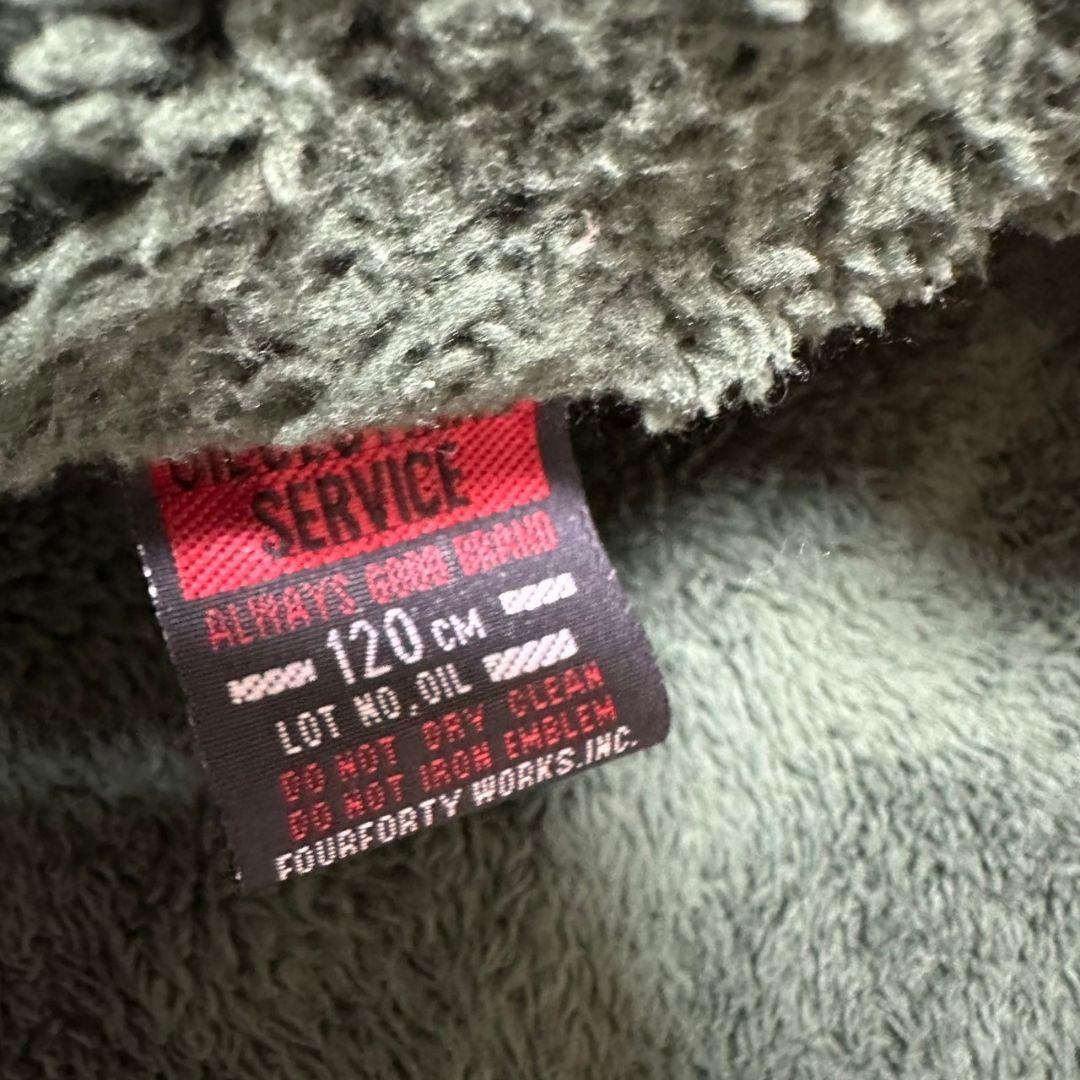 SERVICE
ALWAYS GOOD BRAND
120 CM
LOT NO. OIL
DO NOT DRY CLEAN
DO NOT IRON EMBLEM
FOURFORTY WORKS.INC.